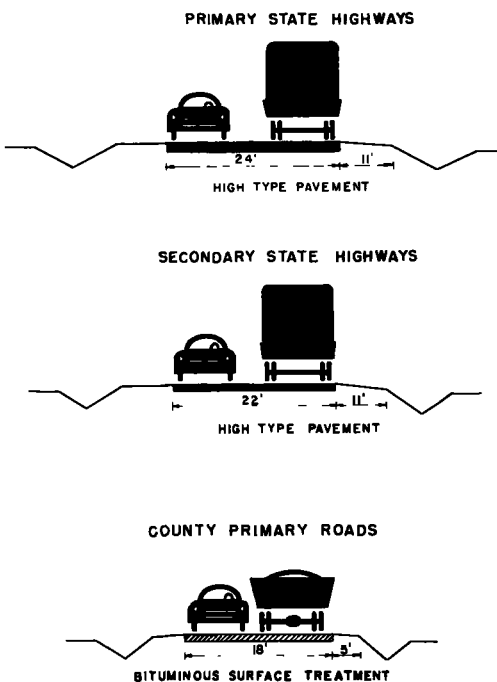 PRIMARY STATE HIGHWAYS
24' 11'
HIGH TYPE PAVEMENT
SECONDARY STATE HIGHWAYS
22' 11'
HIGH TYPE PAVEMENT
COUNTY PRIMARY ROADS
18' 5'
BITUMINOUS SURFACE TREATMENT